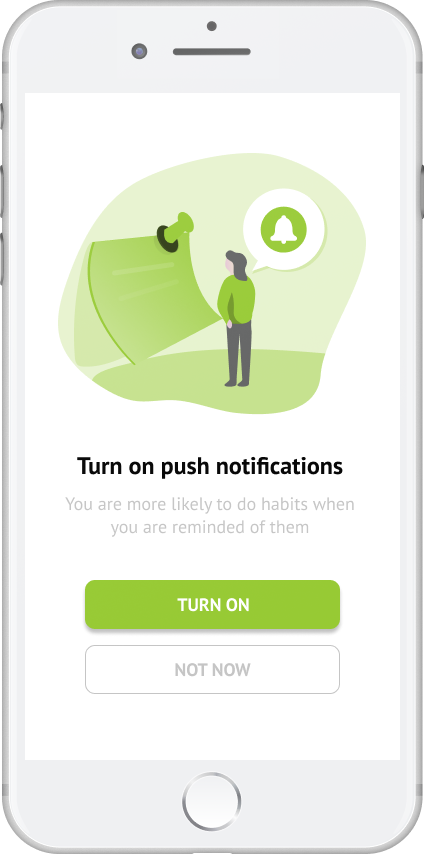 Turn on push notifications
You are more likely to do habits when
you are reminded of them
TURN ON
NOT NOW